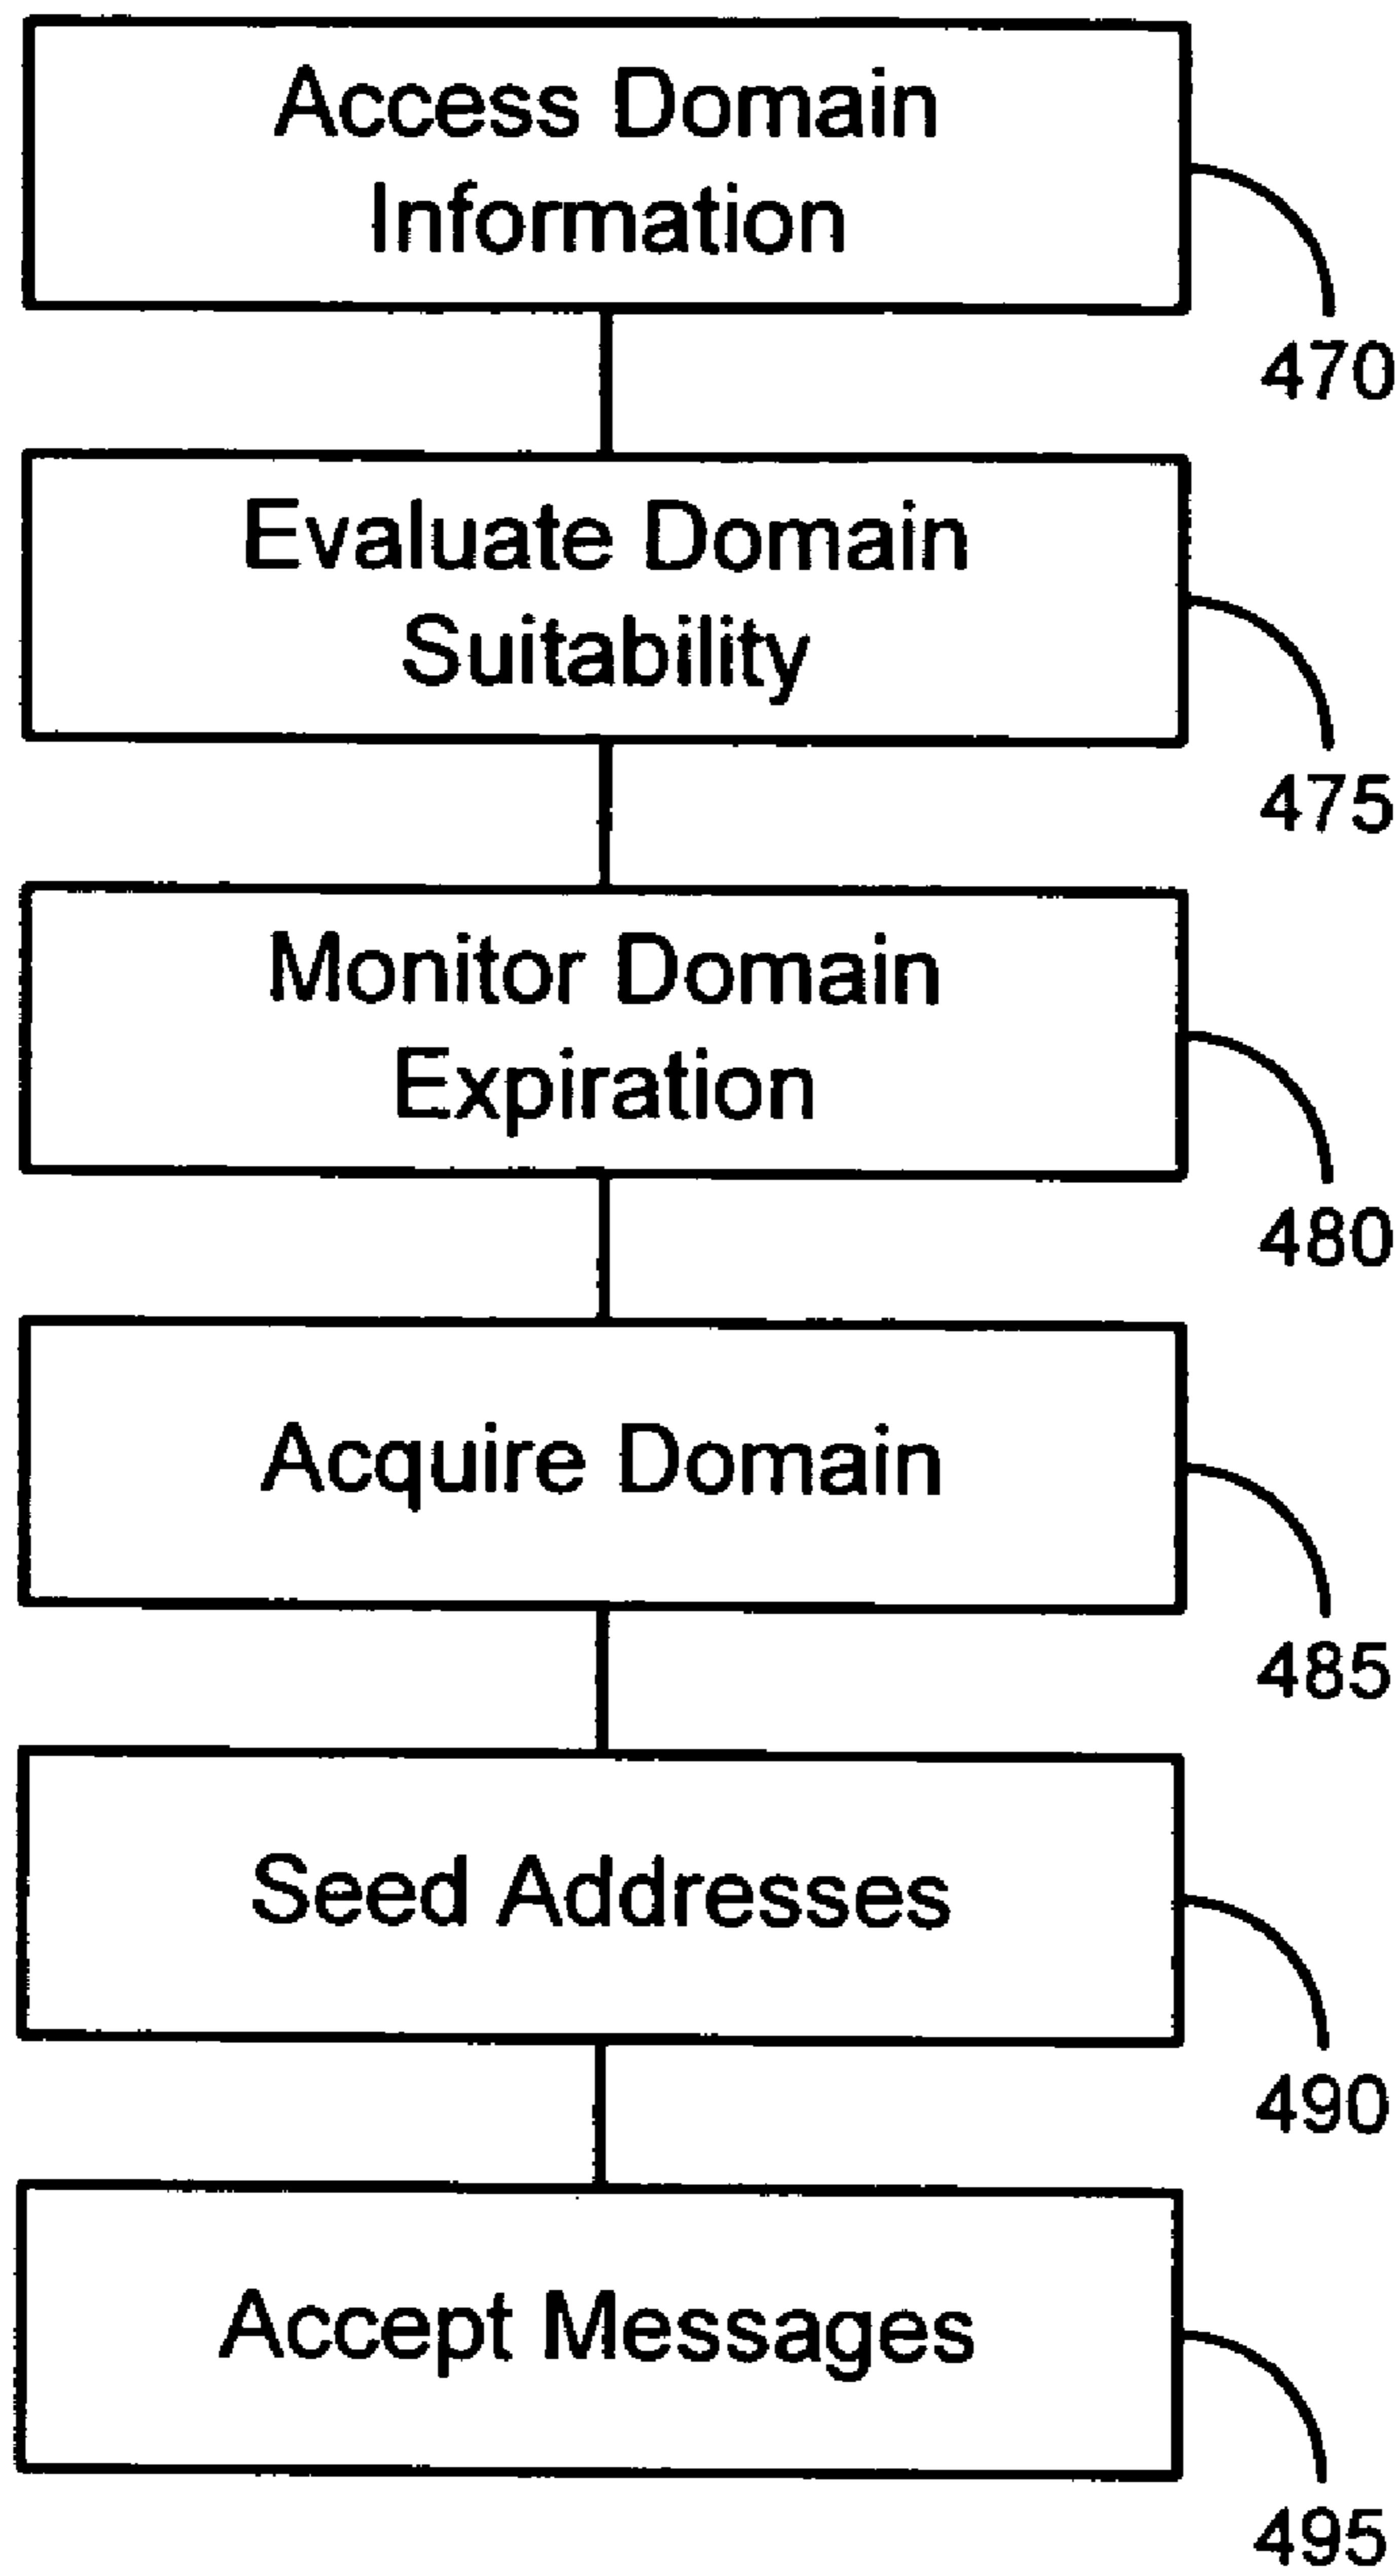 Access Domain
Information
470
Evaluate Domain
Suitability
475
Monitor Domain
Expiration
480
Acquire Domain
485
Seed Addresses
490
Accept Messages
495